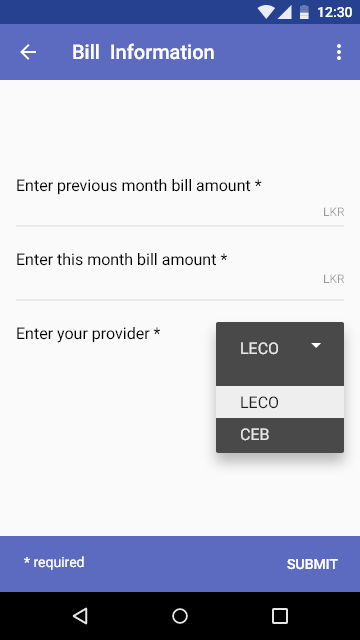 12:30
Bill Information
Enter previous month bill amount *
LKR
Enter this month bill amount *
LKR
Enter your provider *
LECO
LECO
CEB
* required
SUBMIT